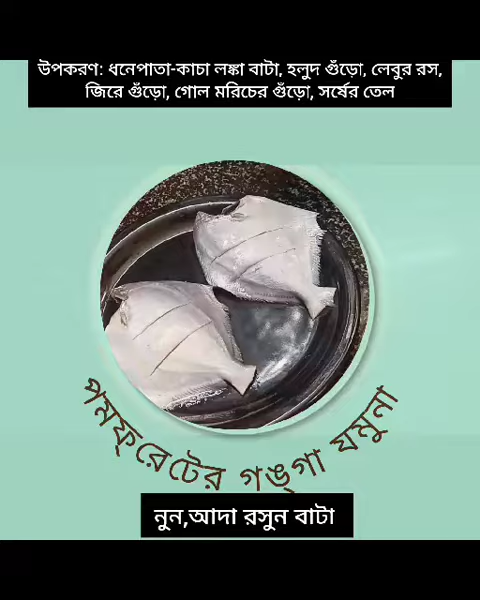 উপকরণ: ধনেপাতা-কাচা লঙ্কা বাটা, হলুদ গুঁড়ো, লেবুর রস,
জিরে গুঁড়ো, গোল মরিচের গুঁড়ো, সর্ষের তেল
পমফ্রেটের গঙ্গা যমুনা
নুন,আদা রসুন বাটা